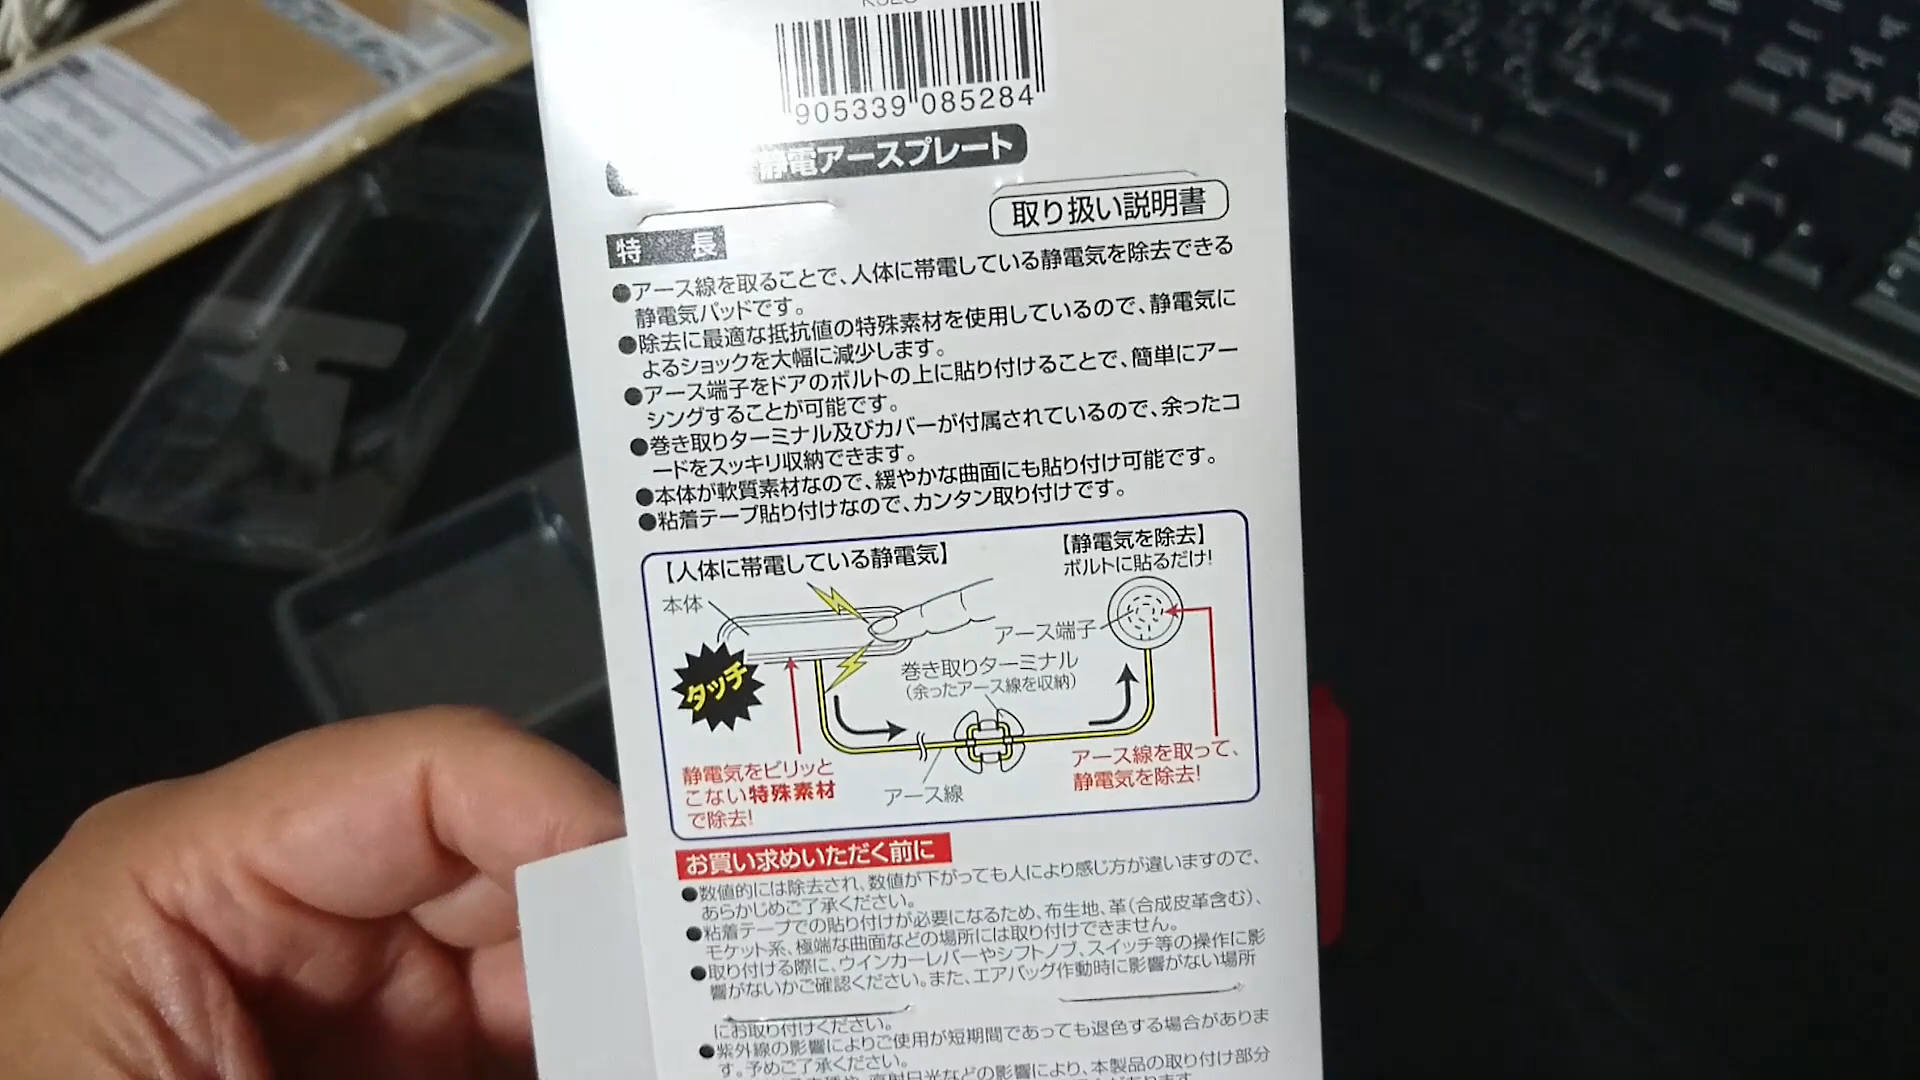 905339 085284
静電アースプレート
取り扱い説明書
特 長
●アース線を取ることで、人体に帯電している静電気を除去できる
静電気パッドです。
●除去に最適な抵抗値の特殊素材を使用しているので、静電気に
よるショックを大幅に減少します。
●アース端子をドアのボルトの上に貼り付けることで、簡単にアー
シングすることが可能です。
●巻き取りターミナル及びカバーが付属されているので、余ったコ
ードをスッキリ収納できます。
●本体が軟質素材なので、緩やかな曲面にも貼り付け可能です。
●粘着テープ貼り付けなので、カンタン取り付けです。
【人体に帯電している静電気】
【静電気を除去】
ボルトに貼るだけ!
本体
アース端子
タッチ
巻き取りターミナル
(余ったアース線を収納)
静電気をビリッと
こない特殊素材
で除去!
アース線
アース線を取って、
静電気を除去!
お買い求めいただく前に
●数値的には除去され、数値が下がっても人により感じ方が違いますので、
あらかじめご了承ください。
●粘着テープでの貼り付けが必要になるため、布生地、革(合成皮革含む)、
モケット系、極端な曲面などの場所には取り付けできません。
●取り付ける際に、ウインカーレバーやシフトノブ、スイッチ等の操作に影
響がないかご確認ください。また、エアバッグ作動時に影響がない場所
にお取り付けください。
●紫外線の影響によりご使用が短期間であっても退色する場合がありま
す。予めご了承ください。
直射日光などの影響により、本製品の取り付け部分